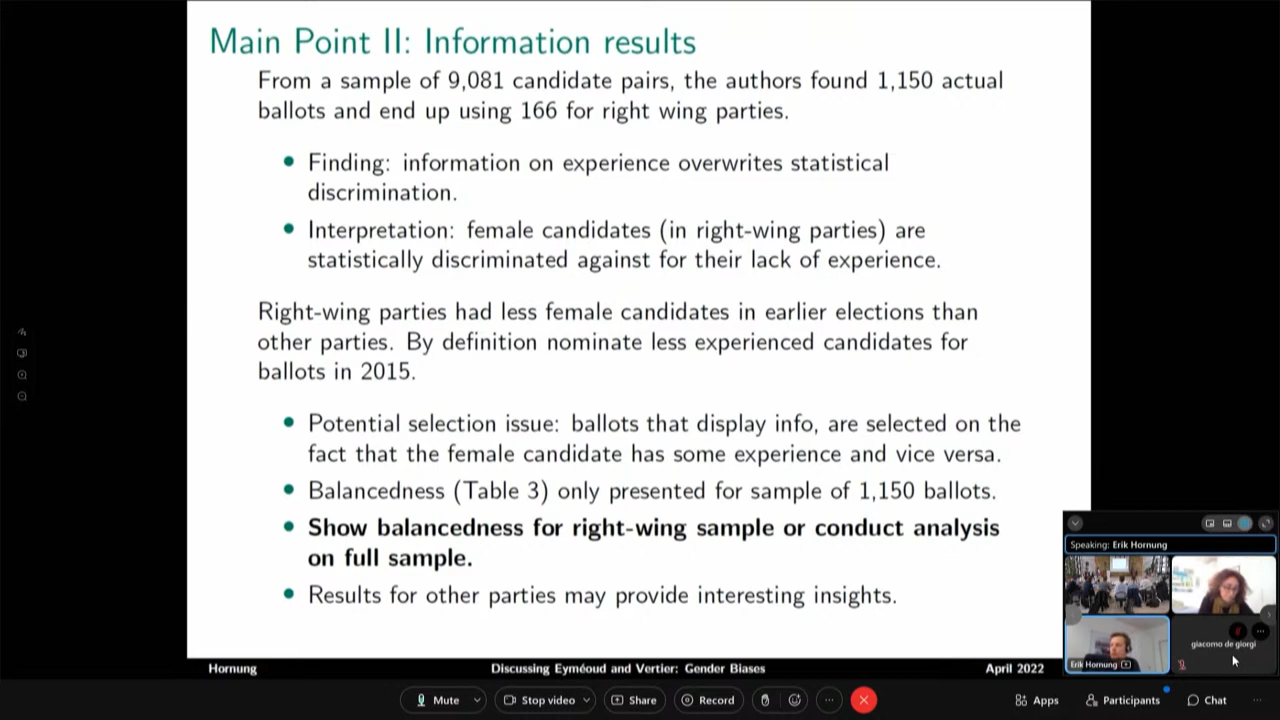 Main Point II: Information results
From a sample of 9,081 candidate pairs, the authors found 1,150 actual
ballots and end up using 166 for right wing parties.
Finding: information on experience overwrites statistical
discrimination.
Interpretation: female candidates (in right-wing parties) are
statistically discriminated against for their lack of experience.
Right-wing parties had less female candidates in earlier elections than
other parties. By definition nominate less experienced candidates for
ballots in 2015.
Potential selection issue: ballots that display info, are selected on the
fact that the female candidate has some experience and vice versa.
Balancedness (Table 3) only presented for sample of 1,150 ballots.
Show balancedness for right-wing sample or conduct analysis
on full sample.
Results for other parties may provide interesting insights.
Speaking: Erik Hornung
giacomo de giorgi
Erik Hornung
Hornung Discussing Eyméoud and Vertier: Gender Biases April 2022
Mute Stop video Share Record Apps Participants Chat